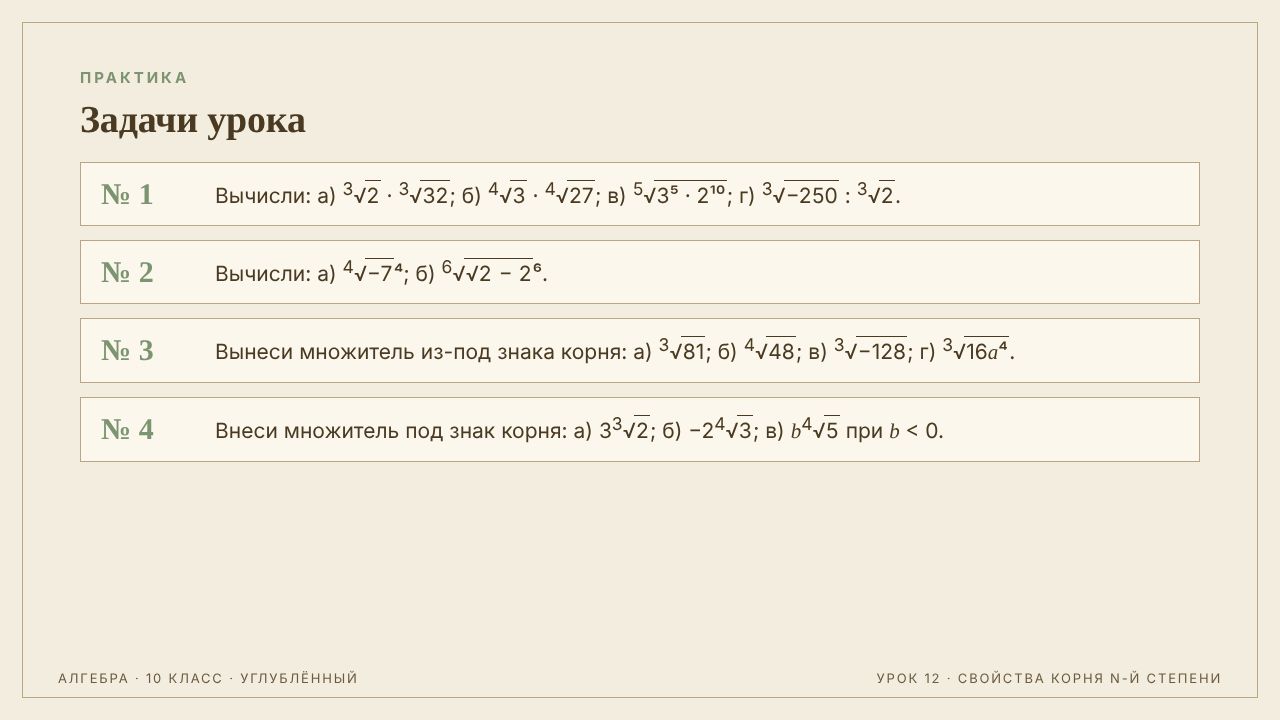 ПРАКТИКА
Задачи урока
№ 1 Вычисли: а) ³√2 · ³√32; б) ⁴√3 · ⁴√27; в) ⁵√3⁵ · 2¹⁰; г) ³√−250 : ³√2.
№ 2 Вычисли: а) ⁴√−7⁴; б) ⁶√√2 − 2⁶.
№ 3 Вынеси множитель из-под знака корня: а) ³√81; б) ⁴√48; в) ³√−128; г) ³√16a⁴.
№ 4 Внеси множитель под знак корня: а) 3³√2; б) −2⁴√3; в) b⁴√5 при b < 0.
АЛГЕБРА · 10 КЛАСС · УГЛУБЛЁННЫЙ
УРОК 12 · СВОЙСТВА КОРНЯ N-Й СТЕПЕНИ